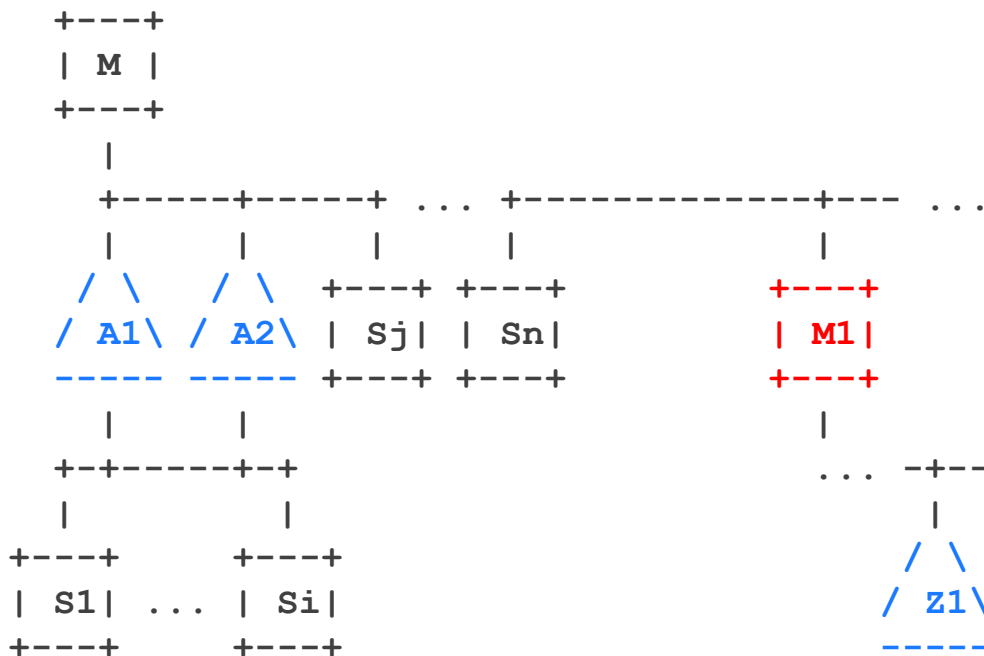 +---+
| M |
+---+
|
+------+------+ ... +--------------+--- ...
| | | | |
/ \ / \ +----+ +----+ +----+
/ A1\ / A2\ | Sj| | Sn| | M1|
----- ----- +----+ +----+ +----+
| | |
+-+------+-+ ... -+--
| | |
+----+ +----+ / \
| S1| ... | Si| / Z1\
+----+ +----+ -----